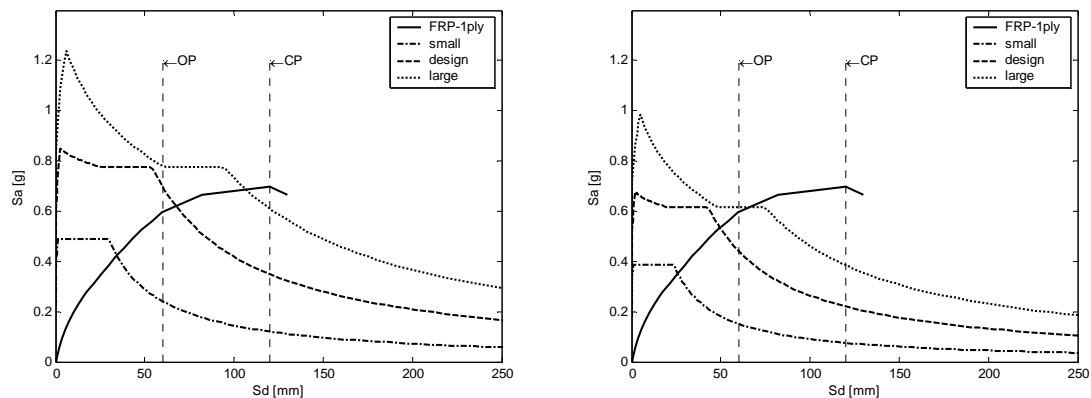 FRP-1ply
small
design
large
←OP
←CP
1.2
1
0.8
0.6
0.4
0.2
0
Sa [g]
0 50 100 150 200 250
Sd [mm]
FRP-1ply
small
design
large
←OP
←CP
1.2
1
0.8
0.6
0.4
0.2
0
Sa [g]
0 50 100 150 200 250
Sd [mm]